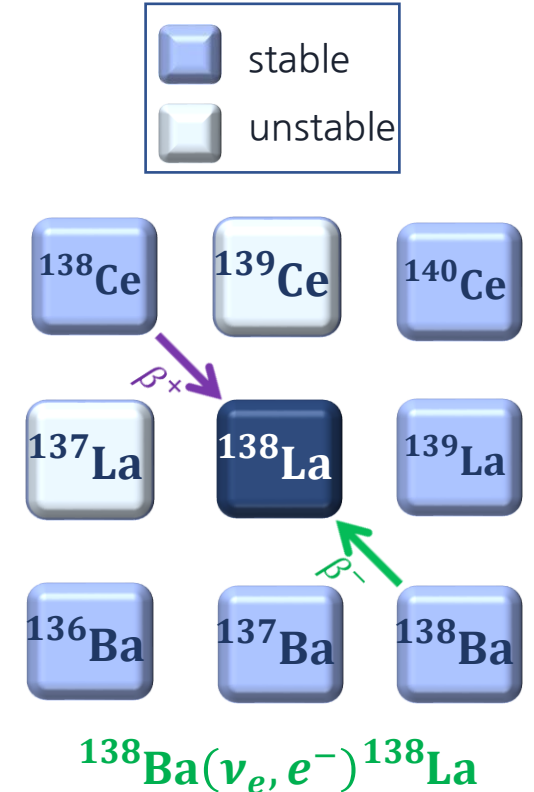 stable
unstable
¹³⁸Ce ¹³⁹Ce ¹⁴⁰Ce
β⁺
¹³⁷La ¹³⁸La ¹³⁹La
β⁻
¹³⁶Ba ¹³⁷Ba ¹³⁸Ba
¹³⁸Ba(νₑ, e⁻)¹³⁸La